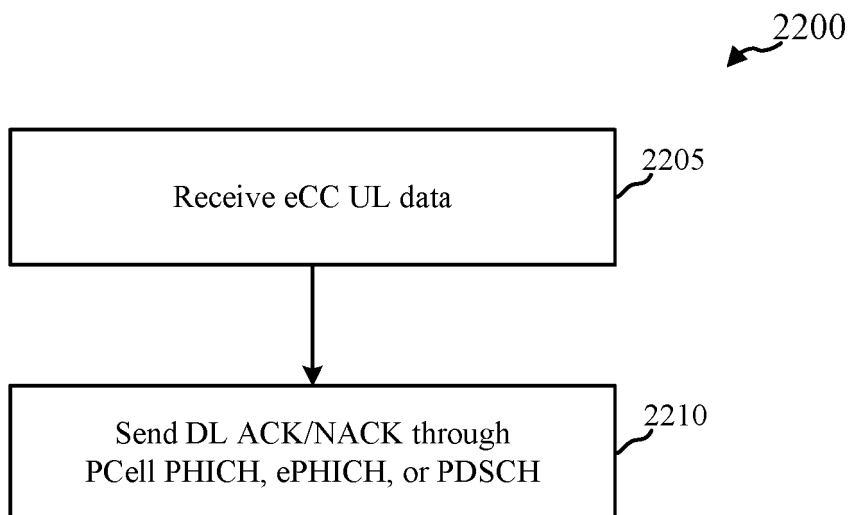 2200
Receive eCC UL data
2205
Send DL ACK/NACK through
PCell PHICH, ePHICH, or PDSCH
2210